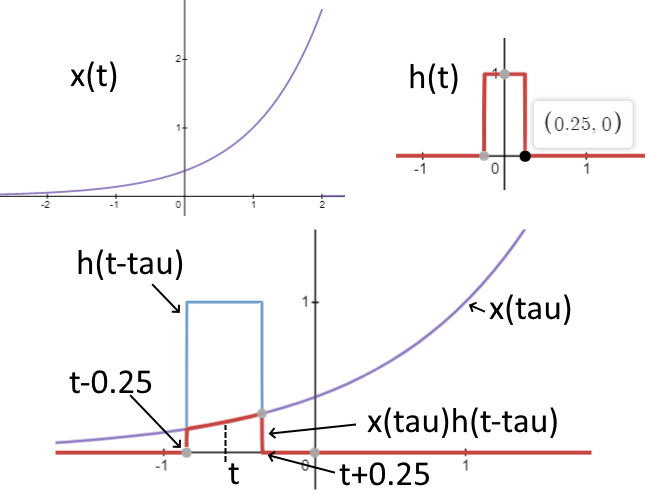 x(t)
2
1
-2
-1
0
1
2
h(t)
1
(0.25, 0)
-1
0
1
h(t-tau)
1
x(tau)
t-0.25
x(tau)h(t-tau)
-1
t
0
t+0.25
1